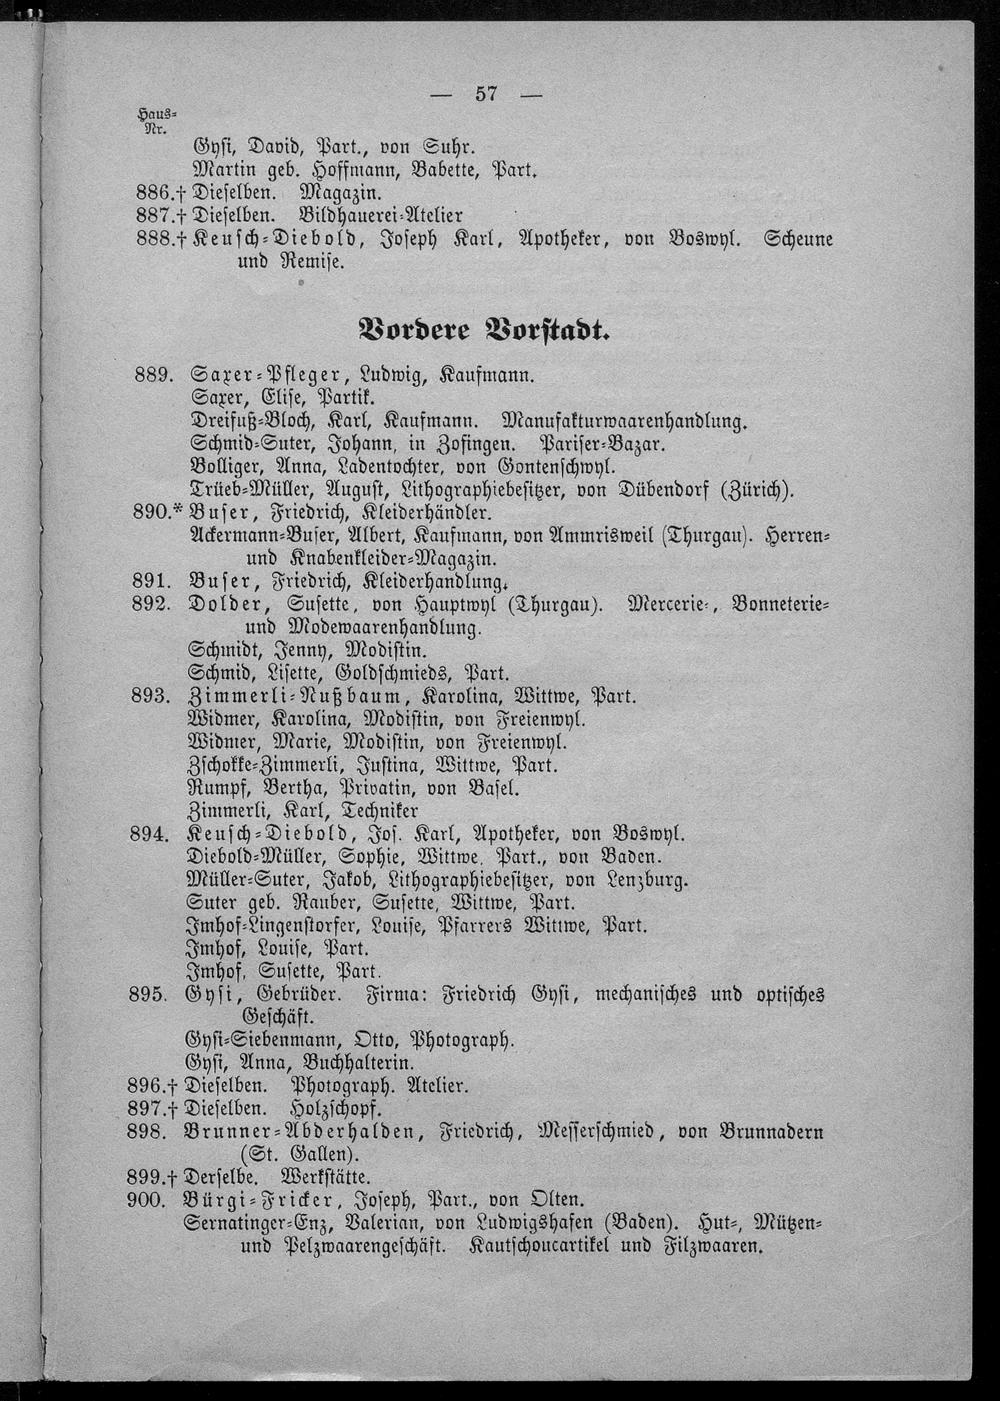 — 57 —
Haus-
Nr.
Gysi, David, Part., von Suhr.
Martin geb. Hoffmann, Babette, Part.
886.† Dieselben. Magazin.
887.† Dieselben. Bildhauerei-Atelier
888.† Keusch-Diebold, Joseph Karl, Apotheker, von Boswyl. Scheune
und Remise.
Vordere Vorstadt.
889. Saxer-Pfleger, Ludwig, Kaufmann.
Saxer, Elise, Partik.
Dreifuß-Bloch, Karl, Kaufmann. Manufakturwaarenhandlung.
Schmid-Suter, Johann, in Zofingen. Pariser-Bazar.
Bolliger, Anna, Ladentochter, von Gontenschwyl.
Trüeb-Müller, August, Lithographiebesitzer, von Dübendorf (Zürich).
890.* Buser, Friedrich, Kleiderhändler.
Ackermann-Buser, Albert, Kaufmann, von Ammrisweil (Thurgau). Herren-
und Knabenkleider-Magazin.
891. Buser, Friedrich, Kleiderhandlung.
892. Dolder, Susette, von Hauptwyl (Thurgau). Mercerie-, Bonneterie-
und Modewaarenhandlung.
Schmidt, Jenny, Modistin.
Schmid, Lisette, Goldschmieds, Part.
893. Zimmerli-Nußbaum, Karolina, Wittwe, Part.
Widmer, Karolina, Modistin, von Freienwyl.
Widmer, Marie, Modistin, von Freienwyl.
Zschokke-Zimmerli, Justina, Wittwe, Part.
Rumpf, Bertha, Privatin, von Basel.
Zimmerli, Karl, Techniker
894. Keusch-Diebold, Jos. Karl, Apotheker, von Boswyl.
Diebold-Müller, Sophie, Wittwe, Part., von Baden.
Müller-Suter, Jakob, Lithographiebesitzer, von Lenzburg.
Suter geb. Rauber, Susette, Wittwe, Part.
Imhof-Lingenstorfer, Louise, Pfarrers Wittwe, Part.
Imhof, Louise, Part.
Imhof, Susette, Part.
895. Gysi, Gebrüder. Firma: Friedrich Gysi, mechanisches und optisches
Geschäft.
Gysi-Siebenmann, Otto, Photograph.
Gysi, Anna, Buchhalterin.
896.† Dieselben. Photograph. Atelier.
897.† Dieselben. Holzschopf.
898. Brunner-Abderhalden, Friedrich, Messerschmied, von Brunnadern
(St. Gallen).
899.† Derselbe. Werkstätte.
900. Bürgi-Fricker, Joseph, Part., von Olten.
Sernatinger-Enz, Valerian, von Ludwigshafen (Baden). Hut-, Mützen-
und Pelzwaarengeschäft. Kautschoucartikel und Filzwaaren.